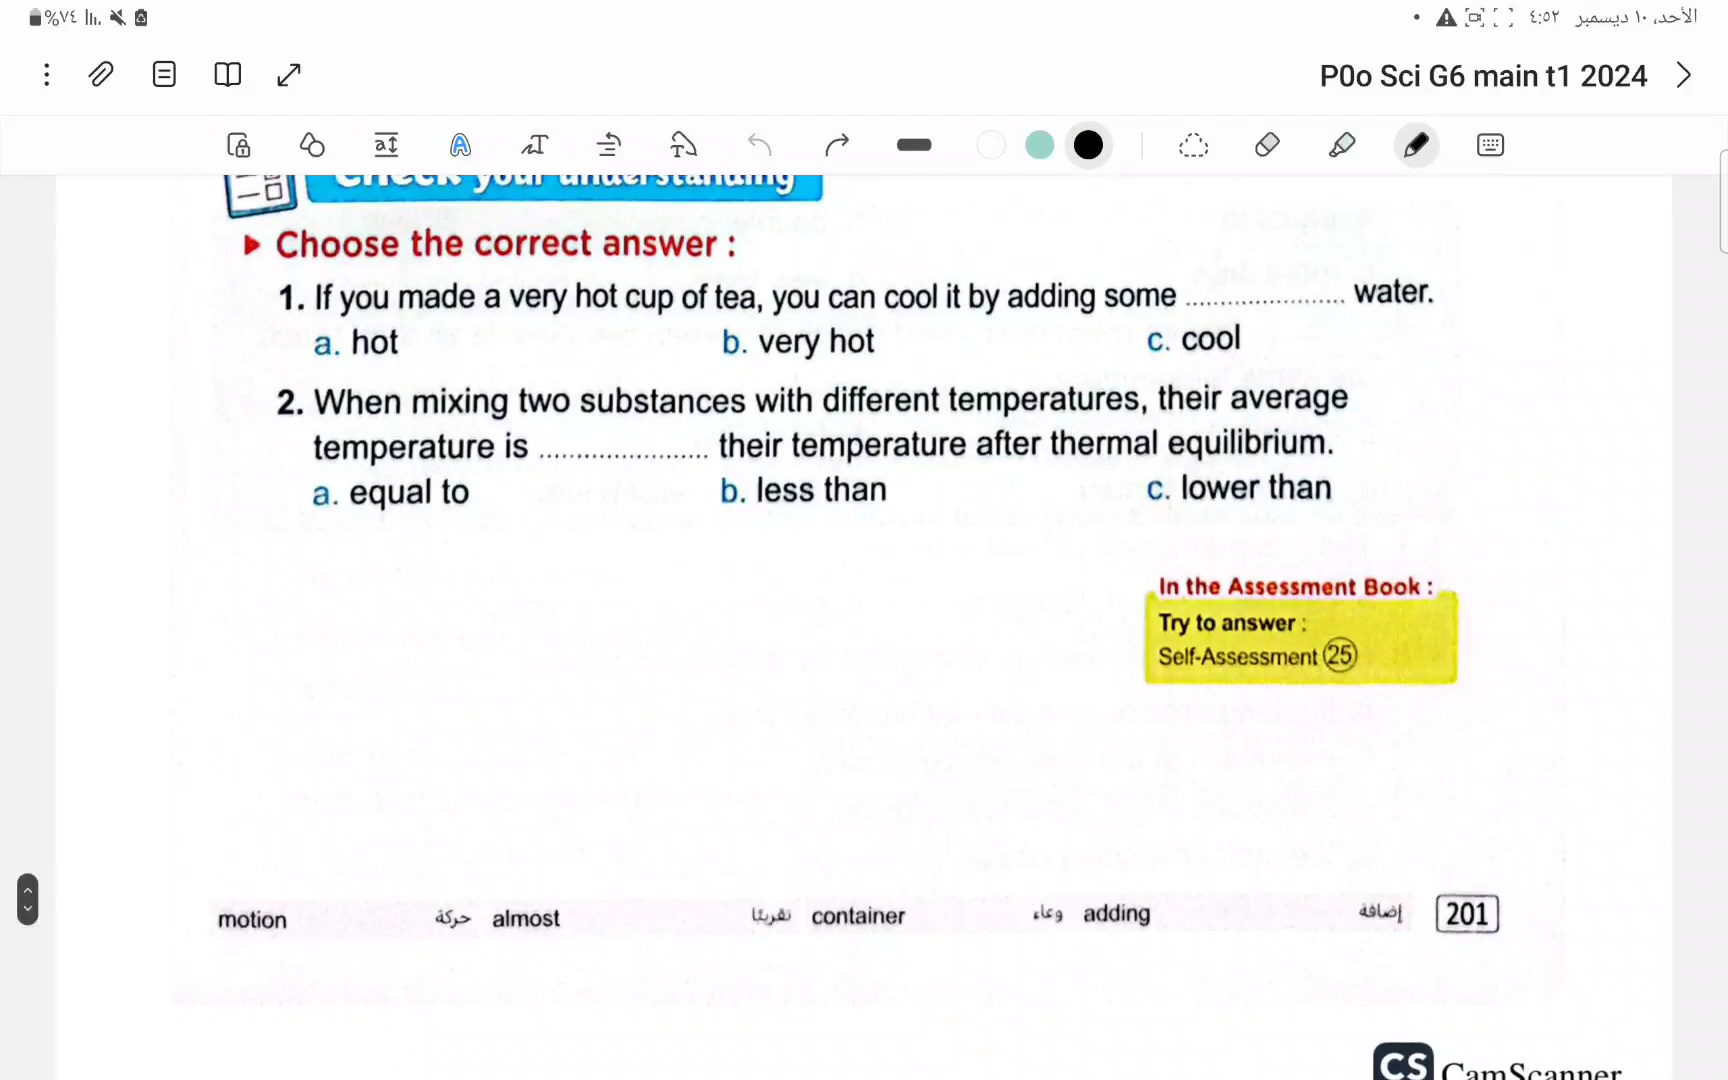 %٧٤
الأحد، ١٠ ديسمبر ٤:٥٢
P0o Sci G6 main t1 2024
Check your understanding
Choose the correct answer :
1. If you made a very hot cup of tea, you can cool it by adding some ..................... water.
a. hot b. very hot c. cool
2. When mixing two substances with different temperatures, their average
temperature is ....................... their temperature after thermal equilibrium.
a. equal to b. less than c. lower than
In the Assessment Book :
Try to answer :
Self-Assessment 25
motion حركة almost تقريبًا container وعاء adding إضافة 201
CS CamScanner